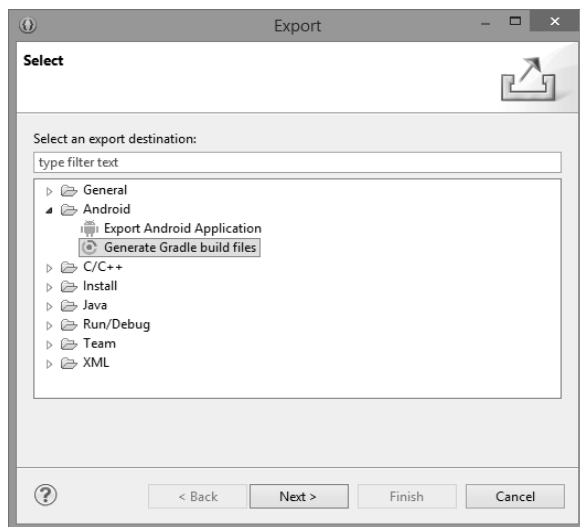 Export
Select
Select an export destination:
type filter text
General
Android
Export Android Application
Generate Gradle build files
C/C++
Install
Java
Run/Debug
Team
XML
?
< Back
Next >
Finish
Cancel